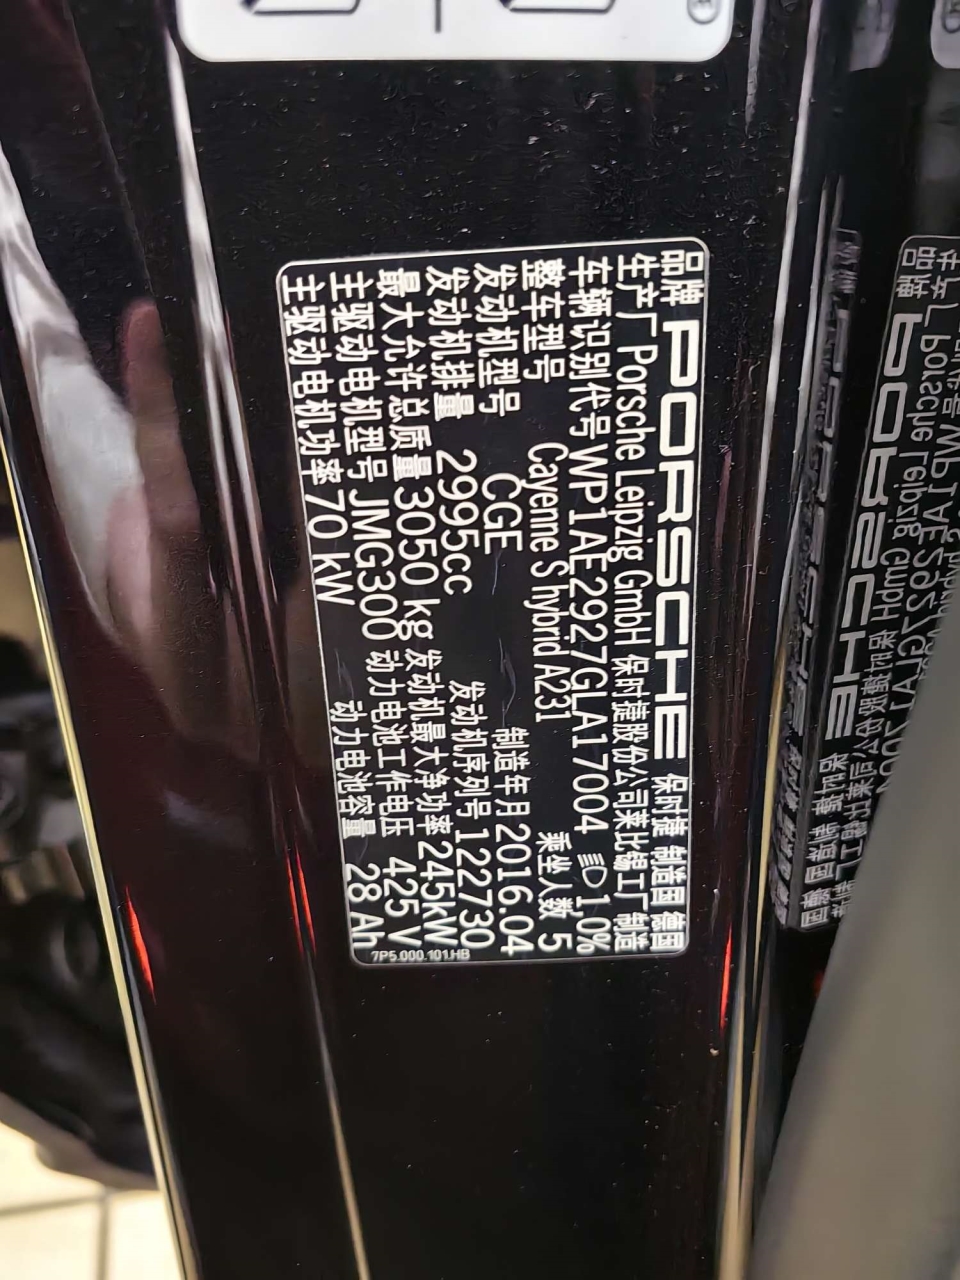 品牌 PORSCHE 保时捷 制造国 德国
生产厂 Porsche Leipzig GmbH 保时捷股份公司莱比锡工厂 制造
车辆识别代号 WP1AE2927GLA17004 1,0%
整车型号 Cayenne S hybrid A231 乘坐人数 5
发动机型号 CGE 制造年月 2016.04
发动机排量 2995cc 发动机序列号 122730
最大允许总质量 3050 kg 发动机最大净功率 245kW
主驱动电机型号 JMG300 动力电池工作电压 425 V
主驱动电机功率 70 kW 动力电池容量 28 Ah
7P5.000.101.HB